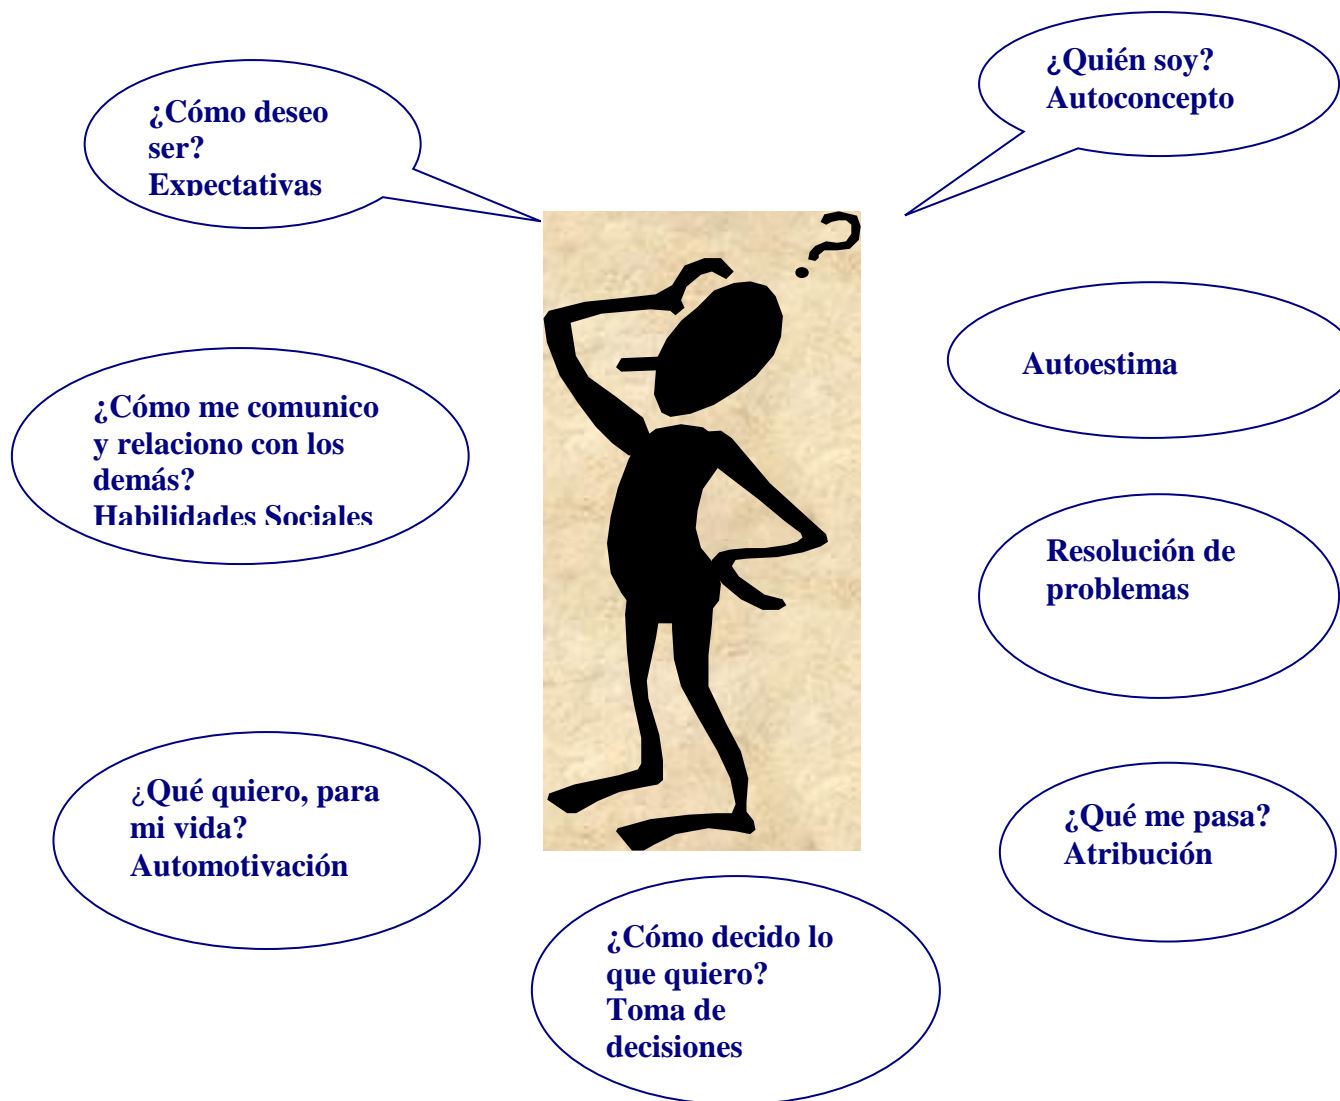 ¿Cómo deseo
ser?
Expectativas
¿Quién soy?
Autoconcepto
?
Autoestima
¿Cómo me comunico
y relaciono con los
demás?
Habilidades Sociales
Resolución de
problemas
¿Qué quiero, para
mi vida?
Automotivación
¿Qué me pasa?
Atribución
¿Cómo decido lo
que quiero?
Toma de
decisiones